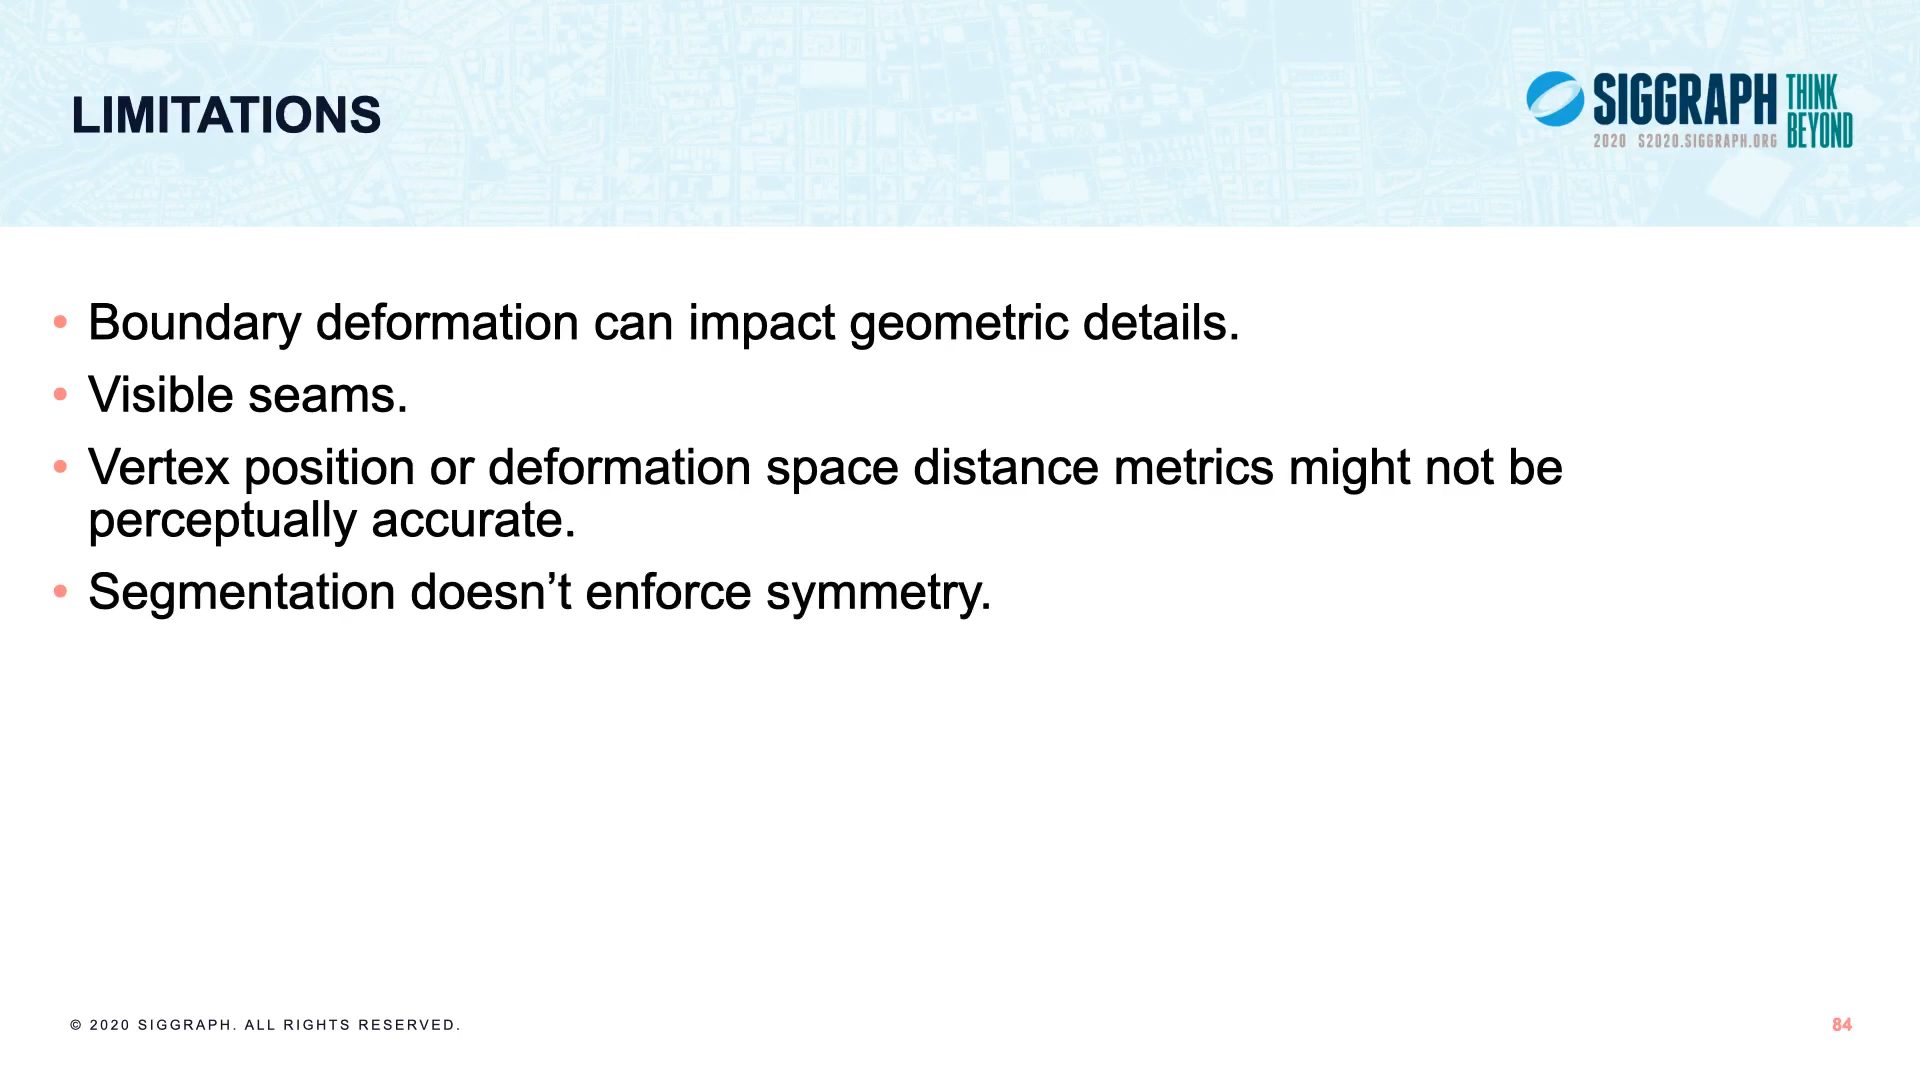 LIMITATIONS
SIGGRAPH THINK BEYOND
2020 S2020.SIGGRAPH.ORG
• Boundary deformation can impact geometric details.
• Visible seams.
• Vertex position or deformation space distance metrics might not be
perceptually accurate.
• Segmentation doesn’t enforce symmetry.
© 2020 SIGGRAPH. ALL RIGHTS RESERVED.
84